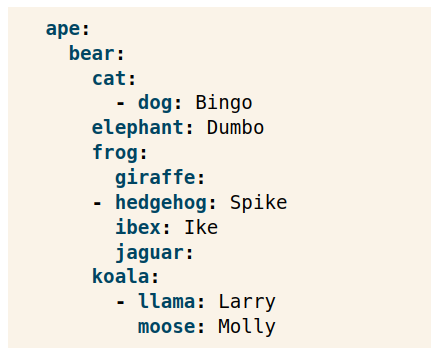 ape:
  bear:
    cat:
      - dog: Bingo
    elephant: Dumbo
    frog:
      giraffe:
    - hedgehog: Spike
      ibex: Ike
      jaguar:
    koala:
      - llama: Larry
        moose: Molly